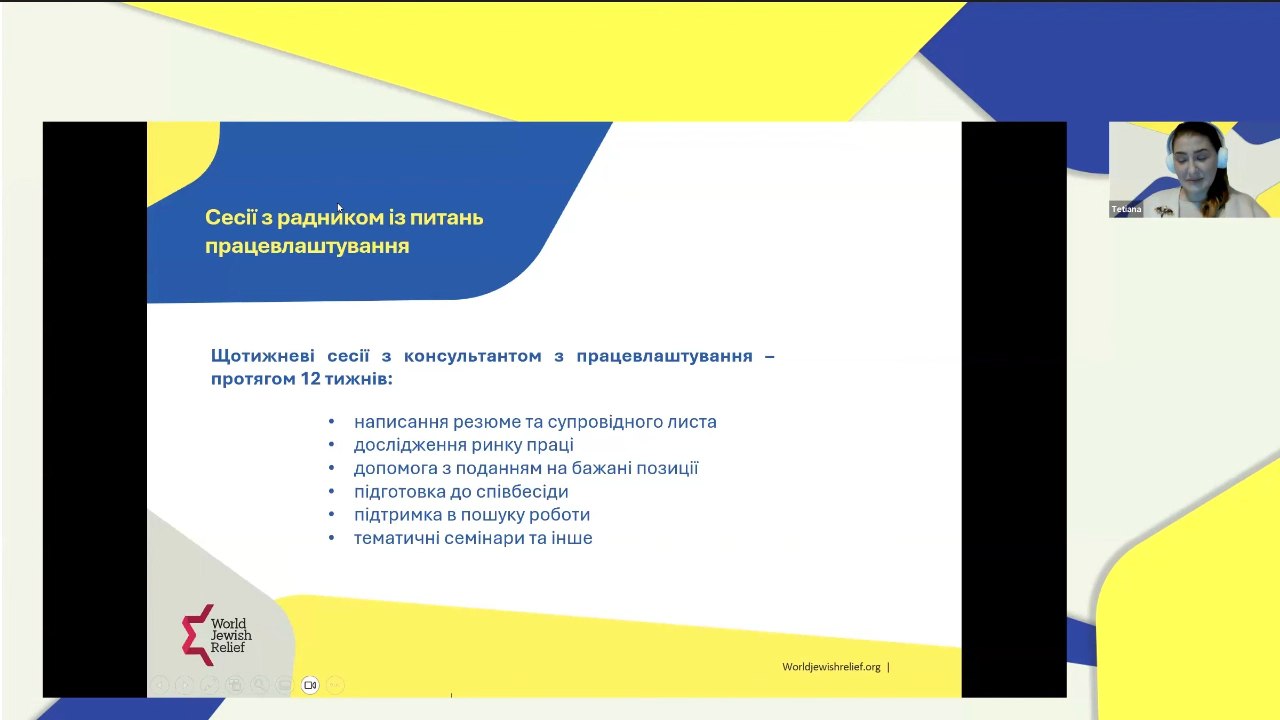 Сесії з радником із питань
працевлаштування
Щотижневі сесії з консультантом з працевлаштування –
протягом 12 тижнів:
• написання резюме та супровідного листа
• дослідження ринку праці
• допомога з поданням на бажані позиції
• підготовка до співбесіди
• підтримка в пошуку роботи
• тематичні семінари та інше
World
Jewish
Relief
Worldjewishrelief.org |
Tetiana